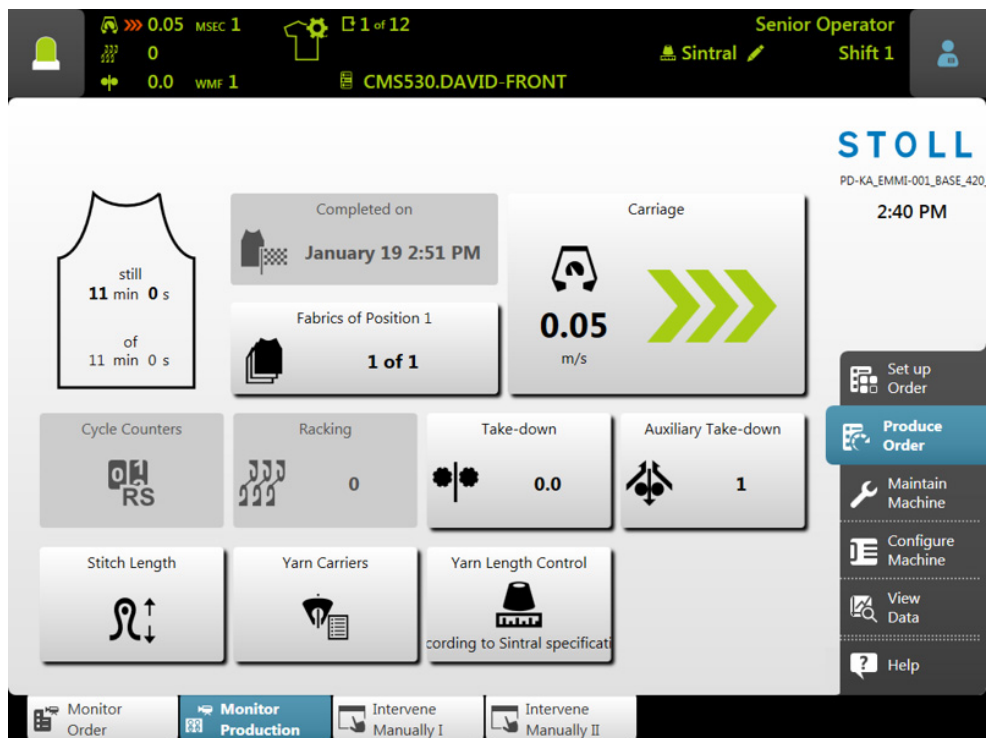 0.05 MSEC 1
1 of 12
Senior Operator
0
Sintral
Shift 1
0.0 WMF 1
CMS530.DAVID-FRONT
STOLL
PD-KA_EMMI-001_BASE_420_
2:40 PM
still
11 min 0 s
of
11 min 0 s
Completed on
January 19 2:51 PM
Fabrics of Position 1
1 of 1
Carriage
0.05
m/s
Cycle Counters
RS
Racking
0
Take-down
0.0
Auxiliary Take-down
1
Stitch Length
Yarn Carriers
Yarn Length Control
cording to Sintral specificati
Set up
Order
Produce
Order
Maintain
Machine
Configure
Machine
View
Data
? Help
Monitor
Order
Monitor
Production
Intervene
Manually I
Intervene
Manually II